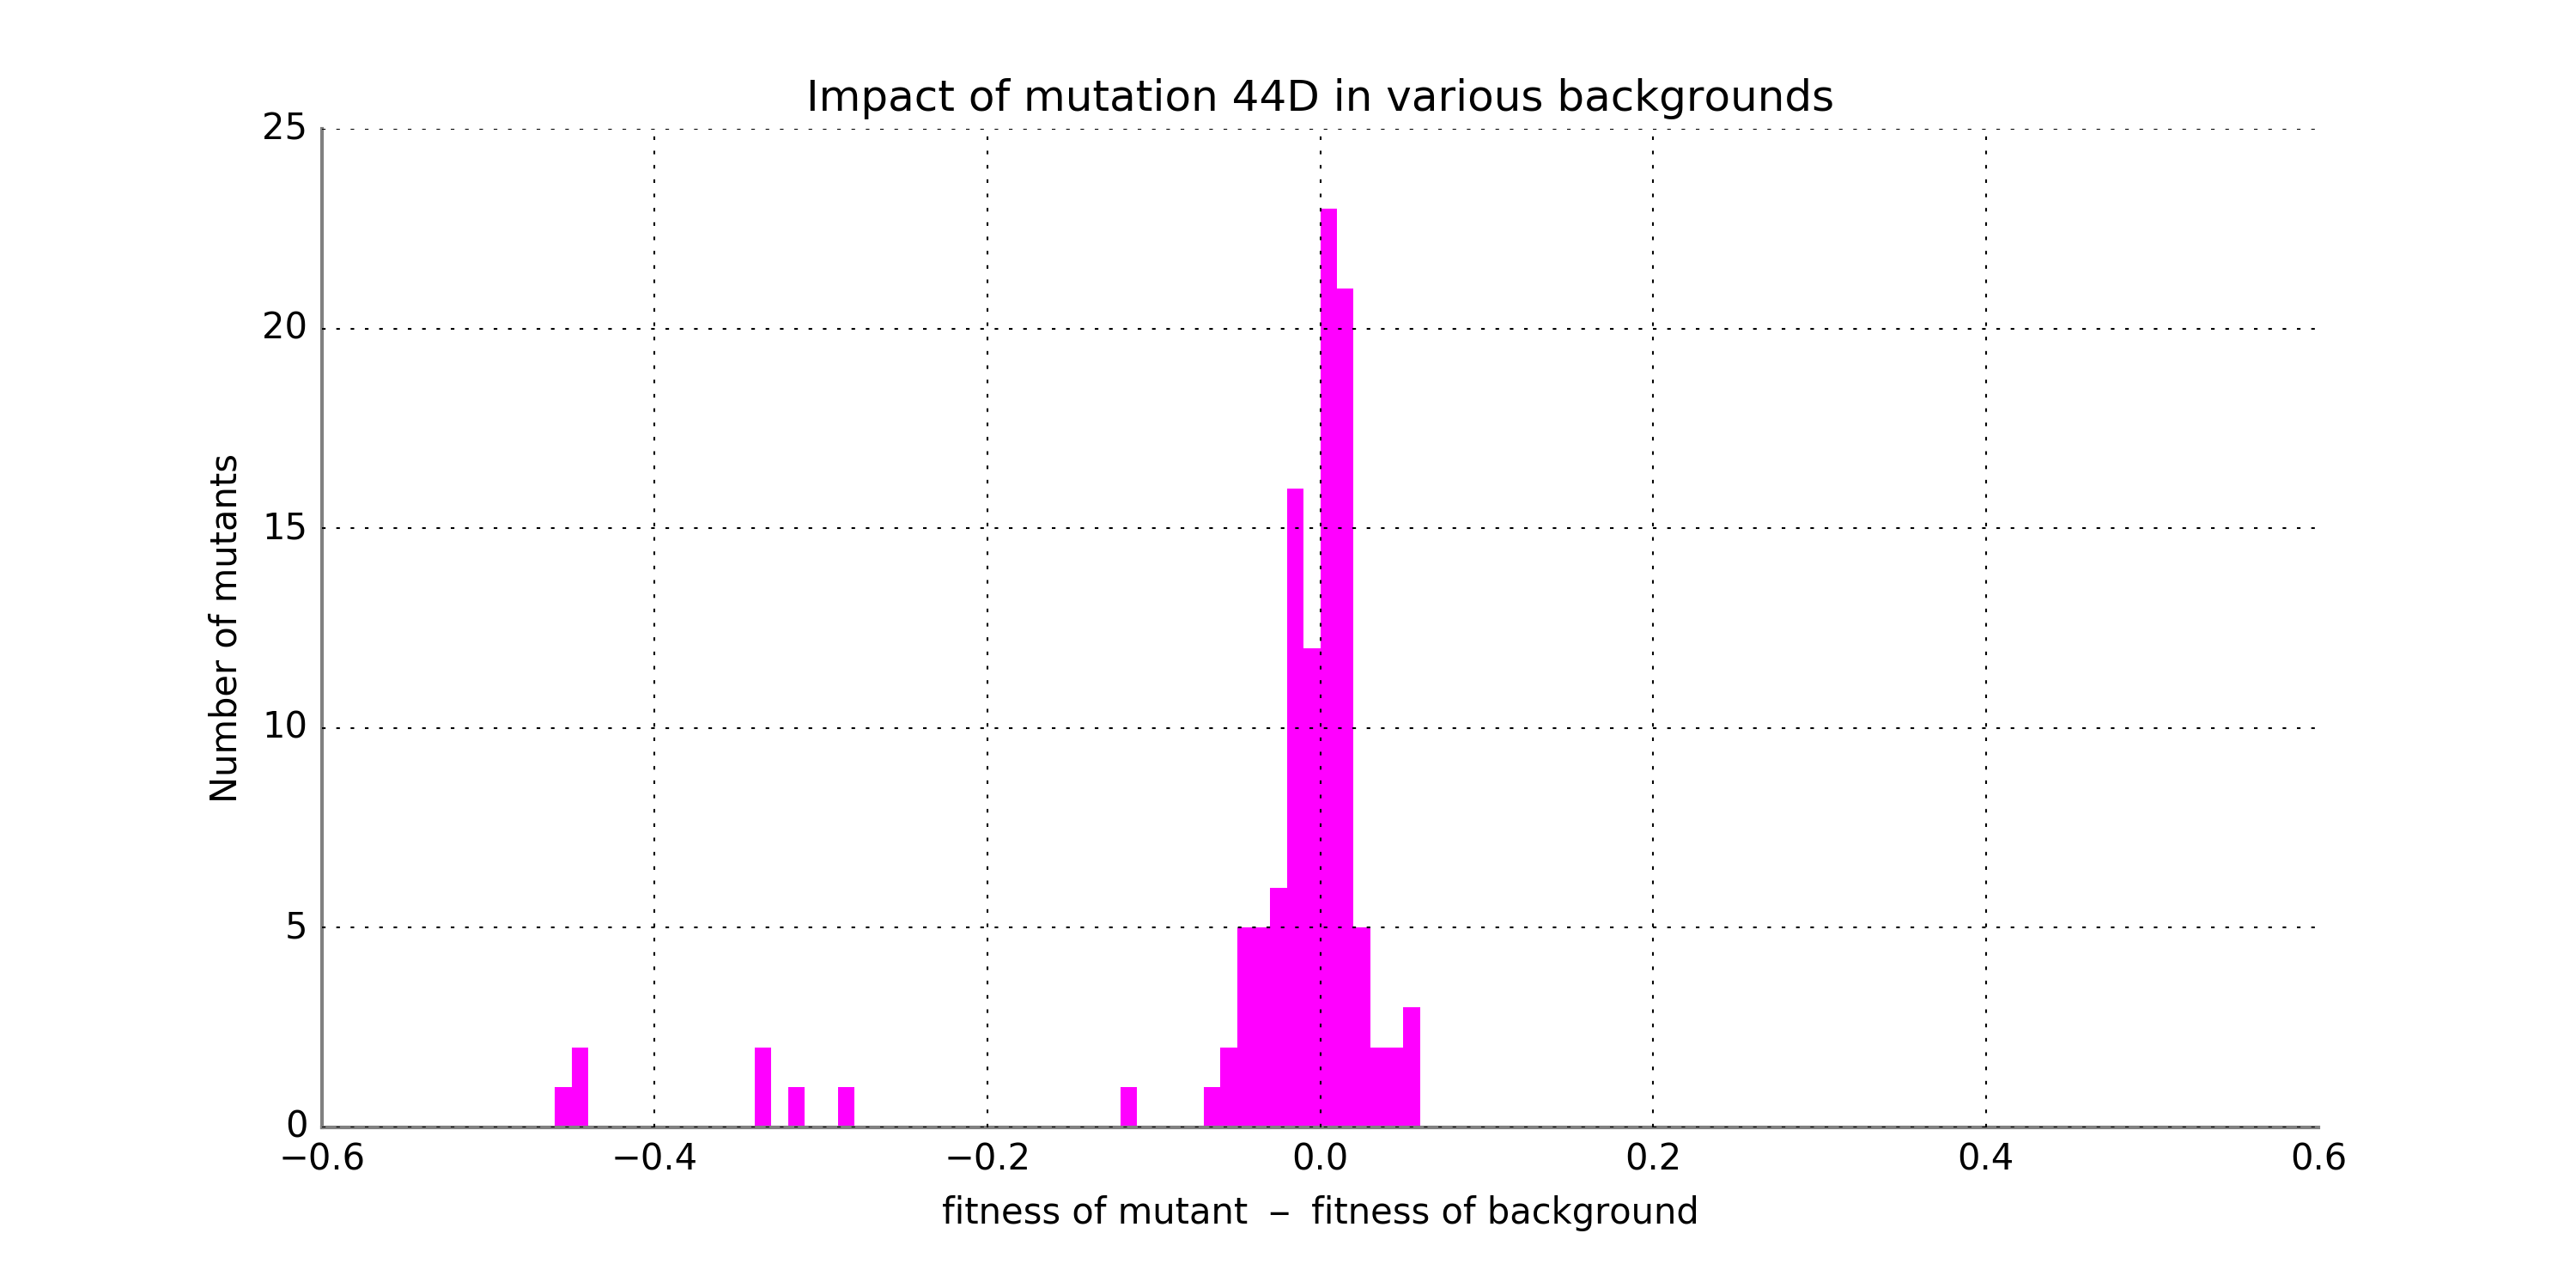 Impact of mutation 44D in various backgrounds
25
20
15
10
5
0
Number of mutants
−0.6 −0.4 −0.2 0.0 0.2 0.4 0.6
fitness of mutant − fitness of background